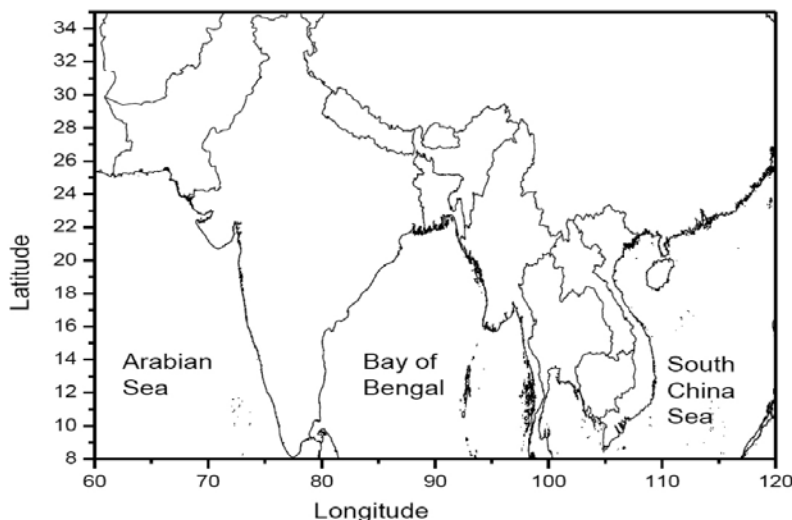 34
32
30
28
26
24
22
20
18
16
14
12
10
8
Latitude
Arabian
Sea
Bay of
Bengal
South
China
Sea
60 70 80 90 100 110 120
Longitude